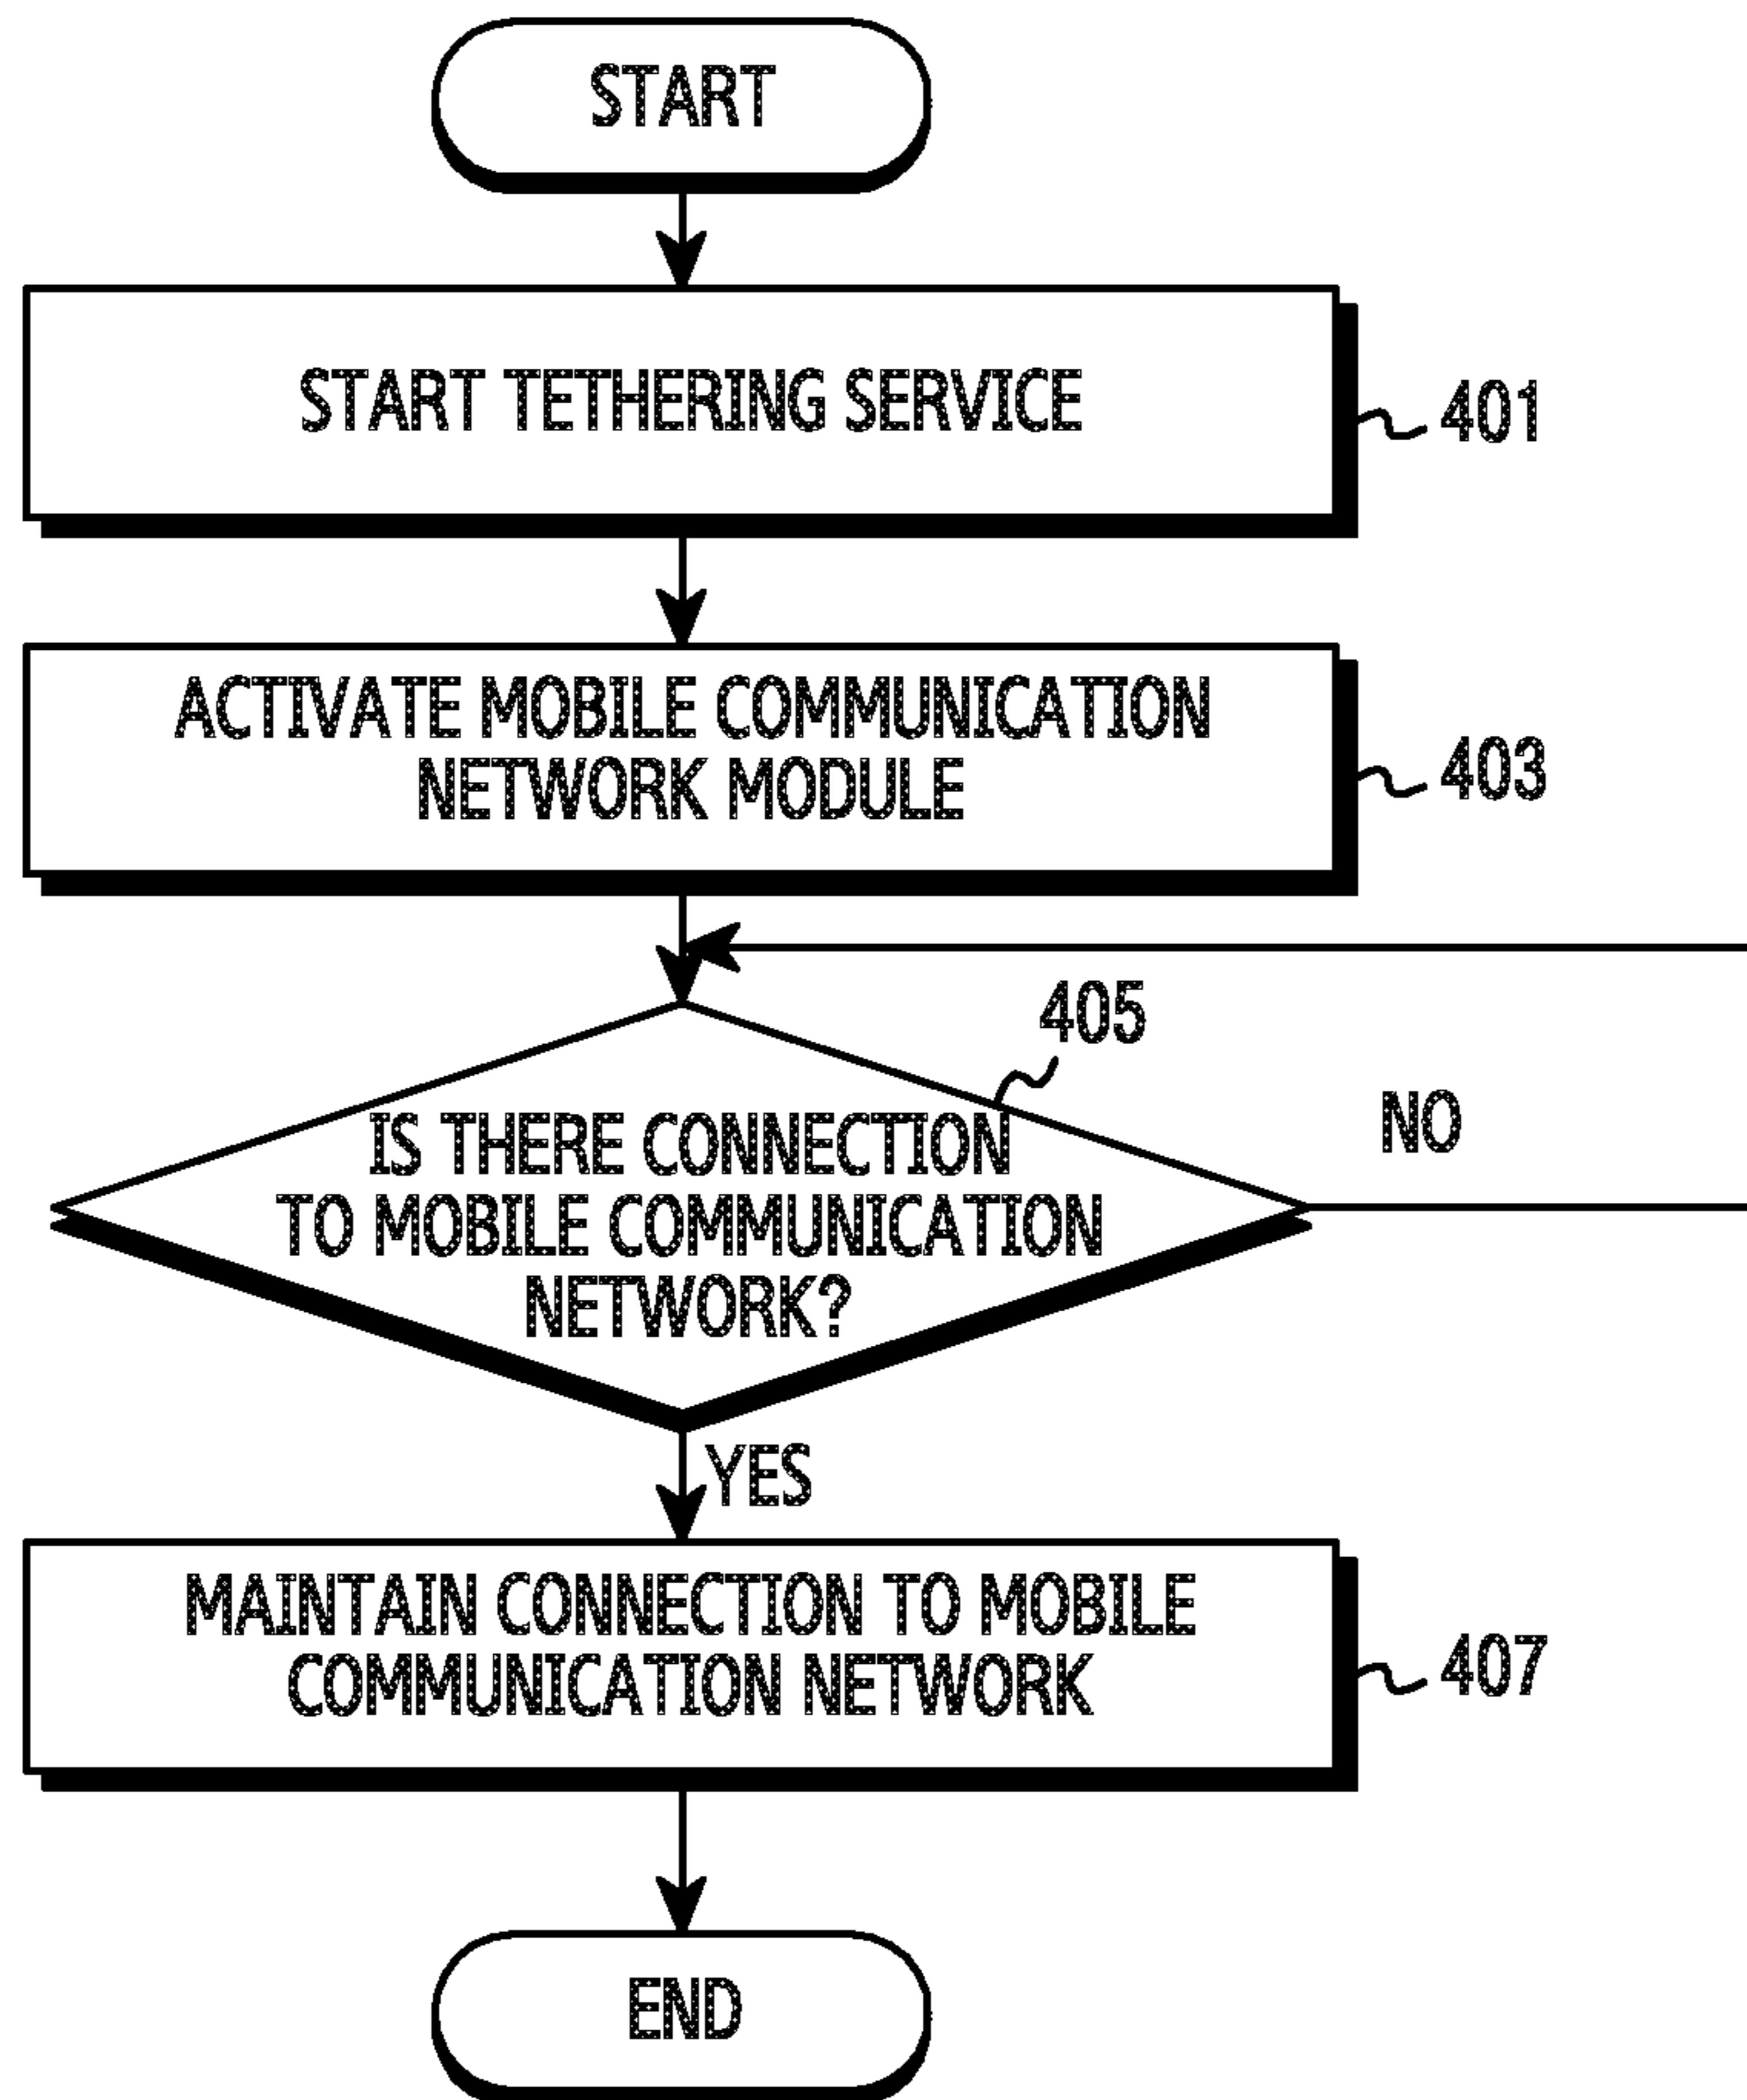 START
START TETHERING SERVICE
401
ACTIVATE MOBILE COMMUNICATION
NETWORK MODULE
403
405
IS THERE CONNECTION
TO MOBILE COMMUNICATION
NETWORK?
NO
YES
MAINTAIN CONNECTION TO MOBILE
COMMUNICATION NETWORK
407
END